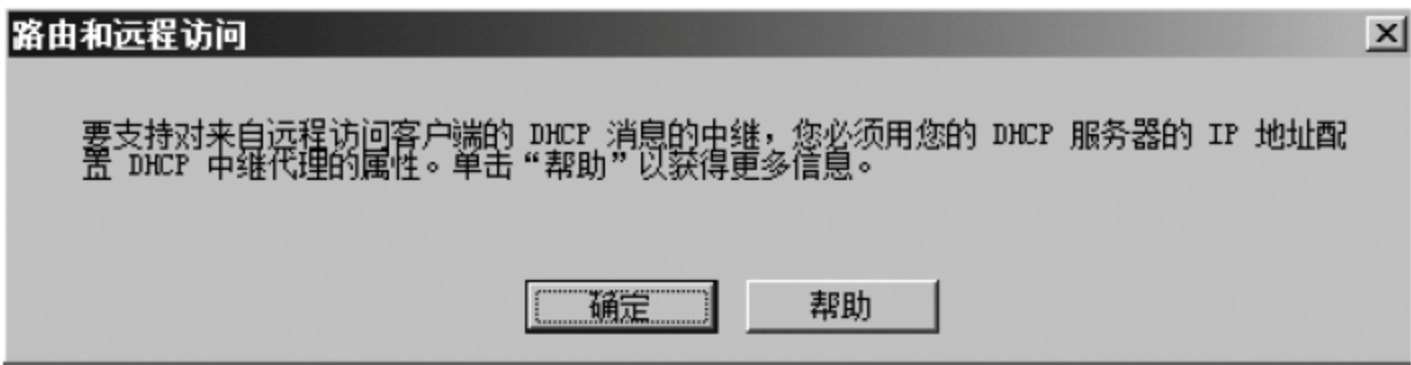 路由和远程访问
要支持对来自远程访问客户端的 DHCP 消息的中继，您必须用您的 DHCP 服务器的 IP 地址配
置 DHCP 中继代理的属性。单击“帮助”以获得更多信息。
确定
帮助